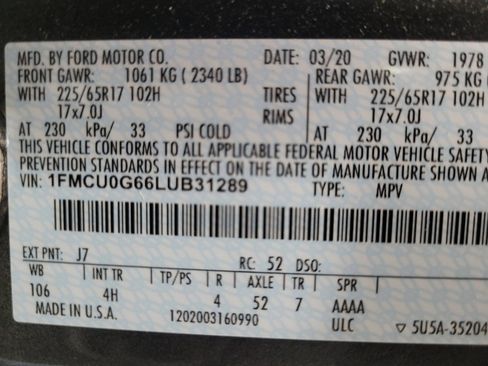 MFD. BY FORD MOTOR CO. DATE: 03/20 GVWR: 1978
FRONT GAWR: 1061 KG ( 2340 LB) REAR GAWR: 975 KG (
WITH 225/65R17 102H TIRES WITH 225/65R17 102H
17x7.0J RIMS 17x7.0J
AT 230 kPa/ 33 PSI COLD AT 230 kPa/ 33
THIS VEHICLE CONFORMS TO ALL APPLICABLE FEDERAL MOTOR VEHICLE SAFETY
PREVENTION STANDARDS IN EFFECT ON THE DATE OF MANUFACTURE SHOWN
VIN: 1FMCU0G66LUB31289 TYPE: MPV
EXT PNT: J7 RC: 52 DSO:
WB INT TR TP/PS R AXLE TR SPR
106 4H 4 52 7 AAAA
MADE IN U.S.A. 1202003160990 ULC ▽ 5U5A-35204